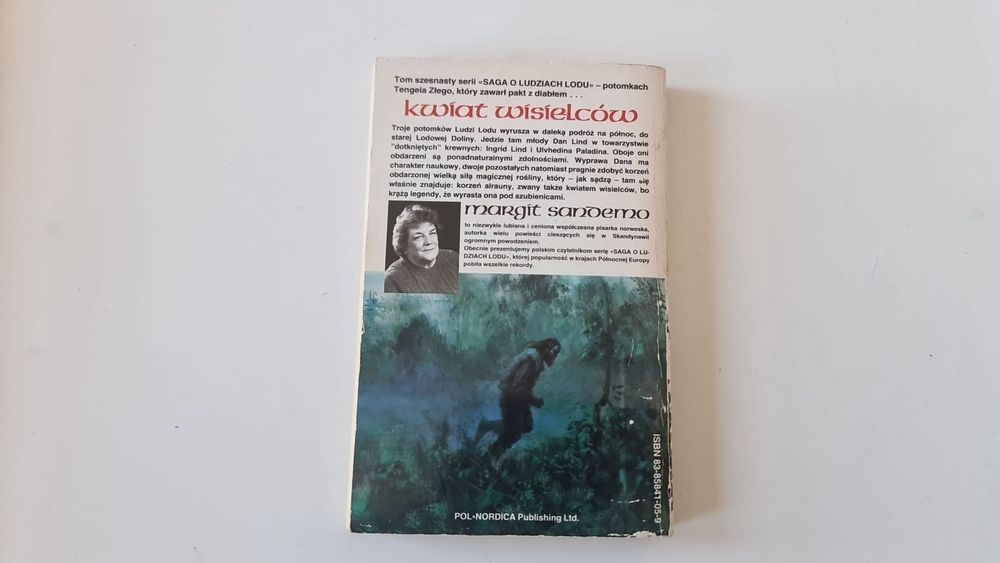 Tom szesnasty serii «SAGA O LUDZIACH LODU» – potomkach
Tengela Złego, który zawarł pakt z diabłem . . .
kwiat wisielców
Troje potomków Ludzi Lodu wyrusza w daleką podróż na północ, do
starej Lodowej Doliny. Jedzie tam młody Dan Lind w towarzystwie
"dotkniętych" krewnych: Ingrid Lind i Ulvhedina Paladina. Oboje oni
obdarzeni są ponadnaturalnymi zdolnościami. Wyprawa Dana ma
charakter naukowy, dwoje pozostałych natomiast pragnie zdobyć korzeń
obdarzonej wielką siłą magicznej rośliny, który – jak sądzą – tam się
właśnie znajduje: korzeń alrauny, zwany także kwiatem wisielców, bo
krążą legendy, że wyrasta ona pod szubienicami.
margit sandemo
to niezwykle lubiana i ceniona współczesna pisarka norweska,
autorka wielu powieści cieszących się w Skandynawii
ogromnym powodzeniem.
Obecnie prezentujemy polskim czytelnikom serię «SAGA O LU-
DZIACH LODU», której popularność w krajach Północnej Europy
pobiła wszelkie rekordy.
ISBN 83-85841-05-9
POL•NORDICA Publishing Ltd.